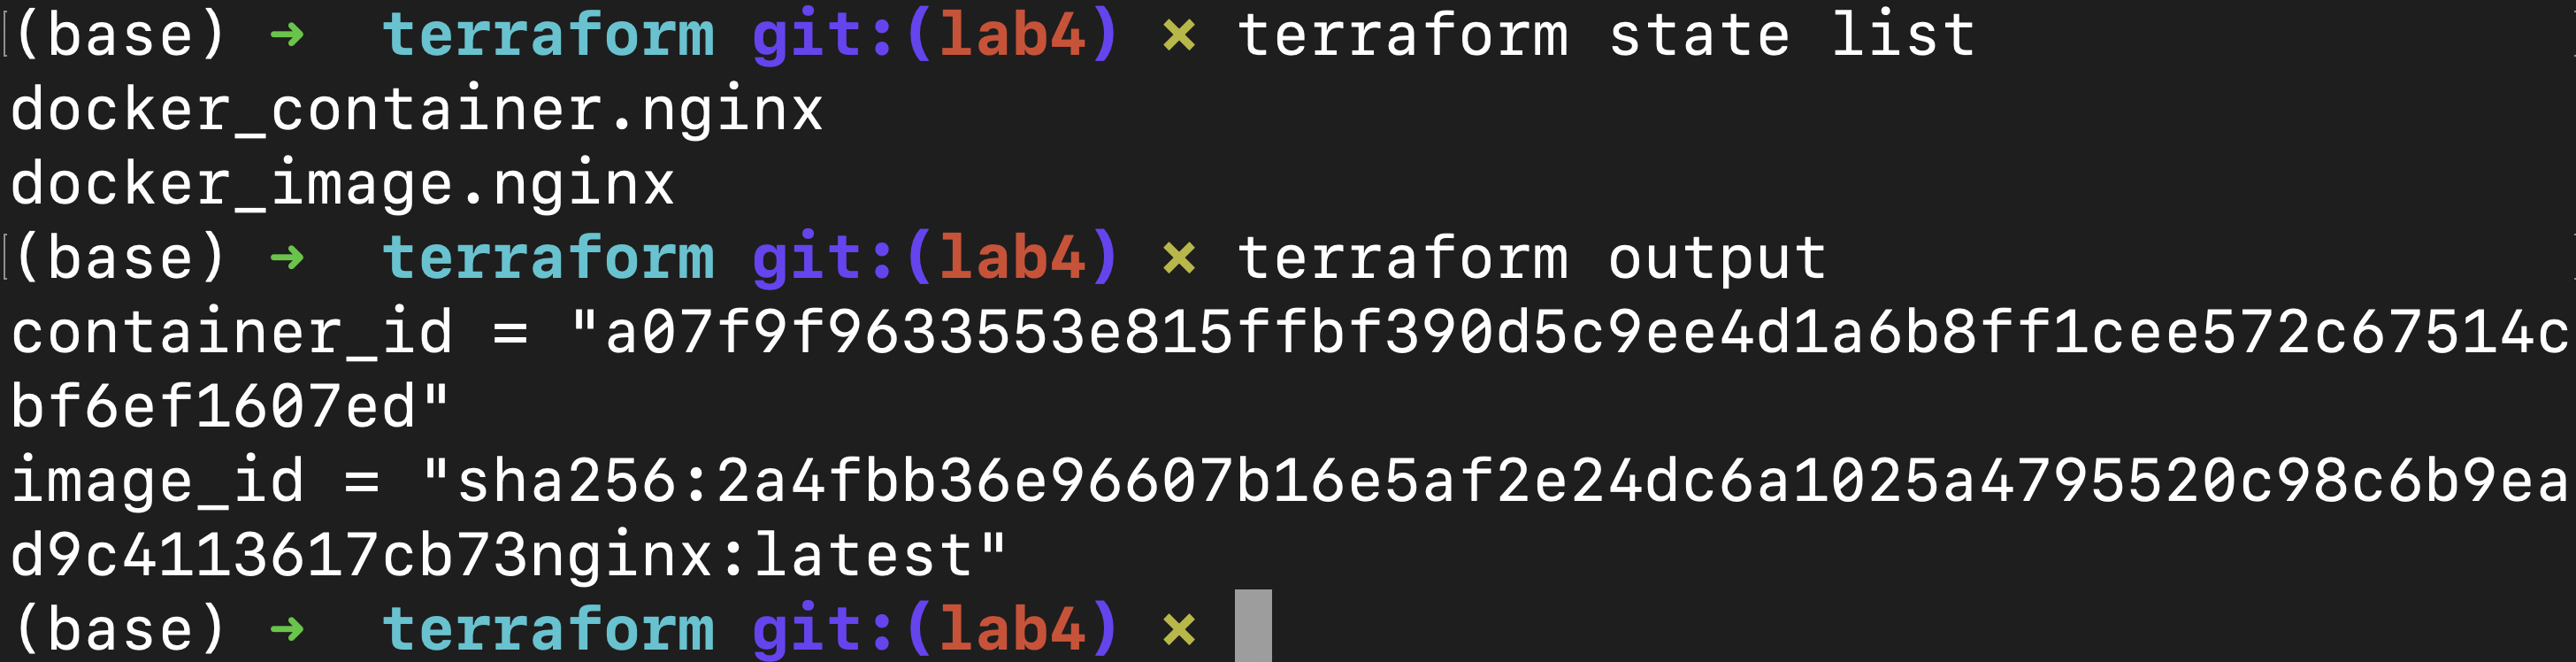 (base) ➜  terraform git:(lab4) ✗ terraform state list
docker_container.nginx
docker_image.nginx
(base) ➜  terraform git:(lab4) ✗ terraform output
container_id = "a07f9f9633553e815ffbf390d5c9ee4d1a6b8ff1cee572c67514c
bf6ef1607ed"
image_id = "sha256:2a4fbb36e96607b16e5af2e24dc6a1025a4795520c98c6b9ea
d9c4113617cb73nginx:latest"
(base) ➜  terraform git:(lab4) ✗